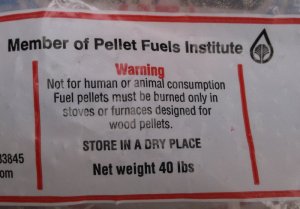 Member of Pellet Fuels Institute
Warning
Not for human or animal consumption
Fuel pellets must be burned only in
stoves or furnaces designed for
wood pellets.
STORE IN A DRY PLACE
33845
om
Net weight 40 lbs